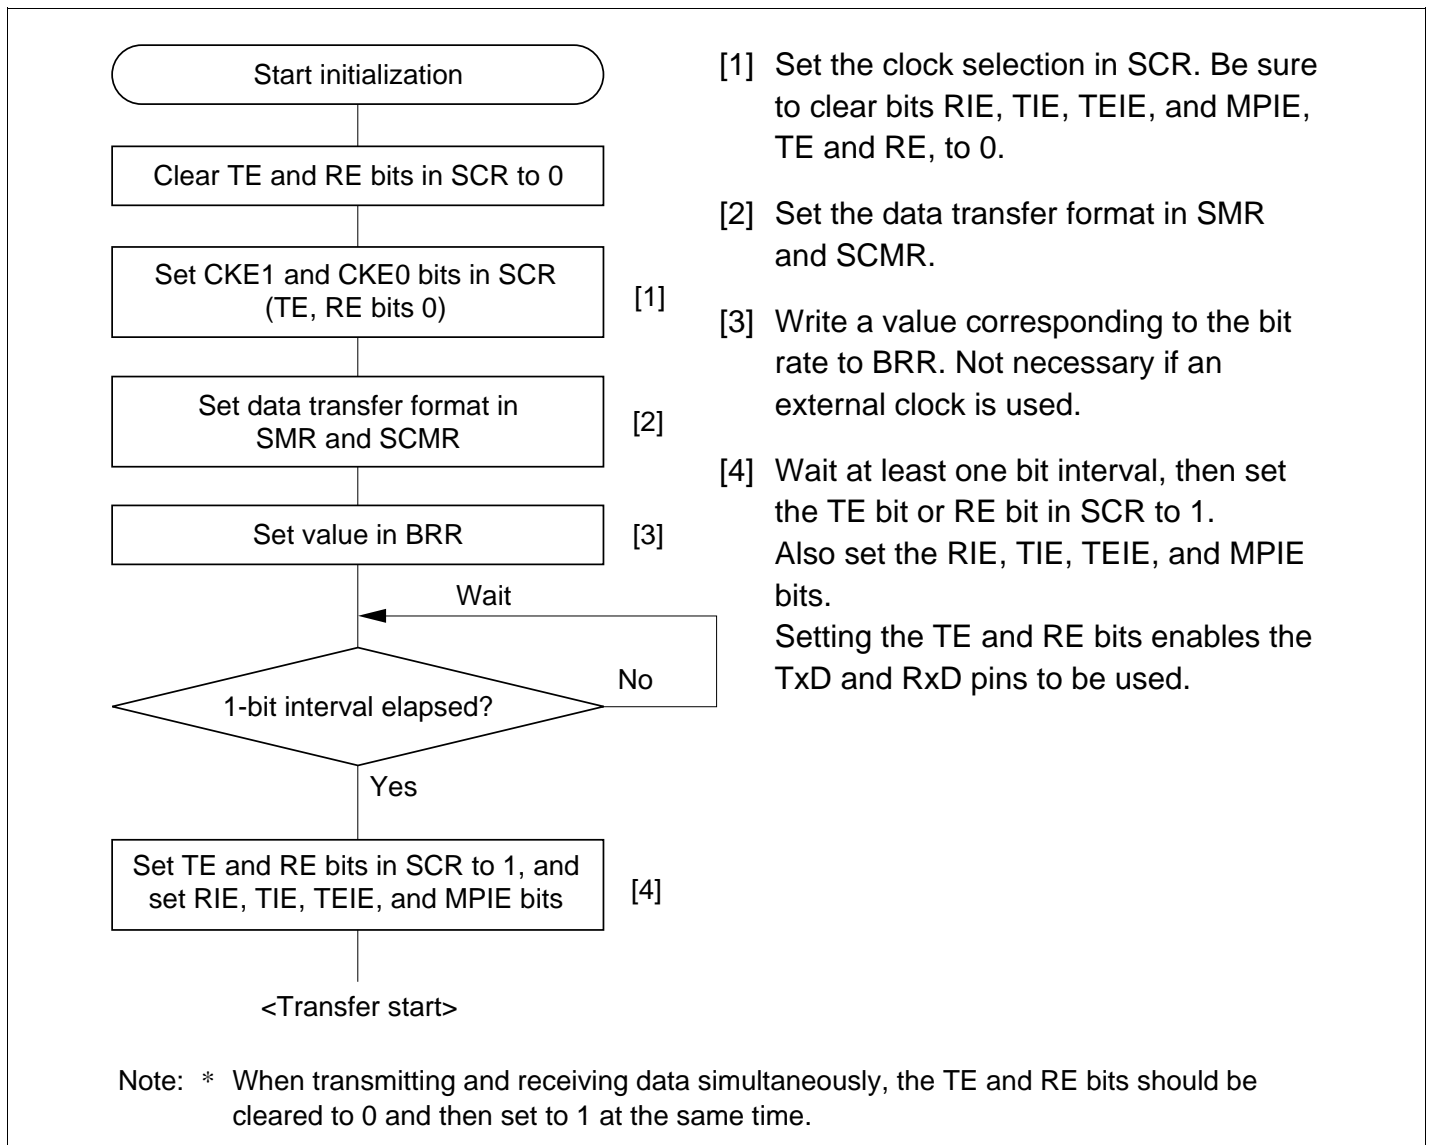 Start initialization
Clear TE and RE bits in SCR to 0
Set CKE1 and CKE0 bits in SCR
(TE, RE bits 0)
[1]
Set data transfer format in
SMR and SCMR
[2]
Set value in BRR
[3]
Wait
No
1-bit interval elapsed?
Yes
Set TE and RE bits in SCR to 1, and
set RIE, TIE, TEIE, and MPIE bits
[4]
<Transfer start>
[1] Set the clock selection in SCR. Be sure
to clear bits RIE, TIE, TEIE, and MPIE,
TE and RE, to 0.
[2] Set the data transfer format in SMR
and SCMR.
[3] Write a value corresponding to the bit
rate to BRR. Not necessary if an
external clock is used.
[4] Wait at least one bit interval, then set
the TE bit or RE bit in SCR to 1.
Also set the RIE, TIE, TEIE, and MPIE
bits.
Setting the TE and RE bits enables the
TxD and RxD pins to be used.
Note: * When transmitting and receiving data simultaneously, the TE and RE bits should be
cleared to 0 and then set to 1 at the same time.